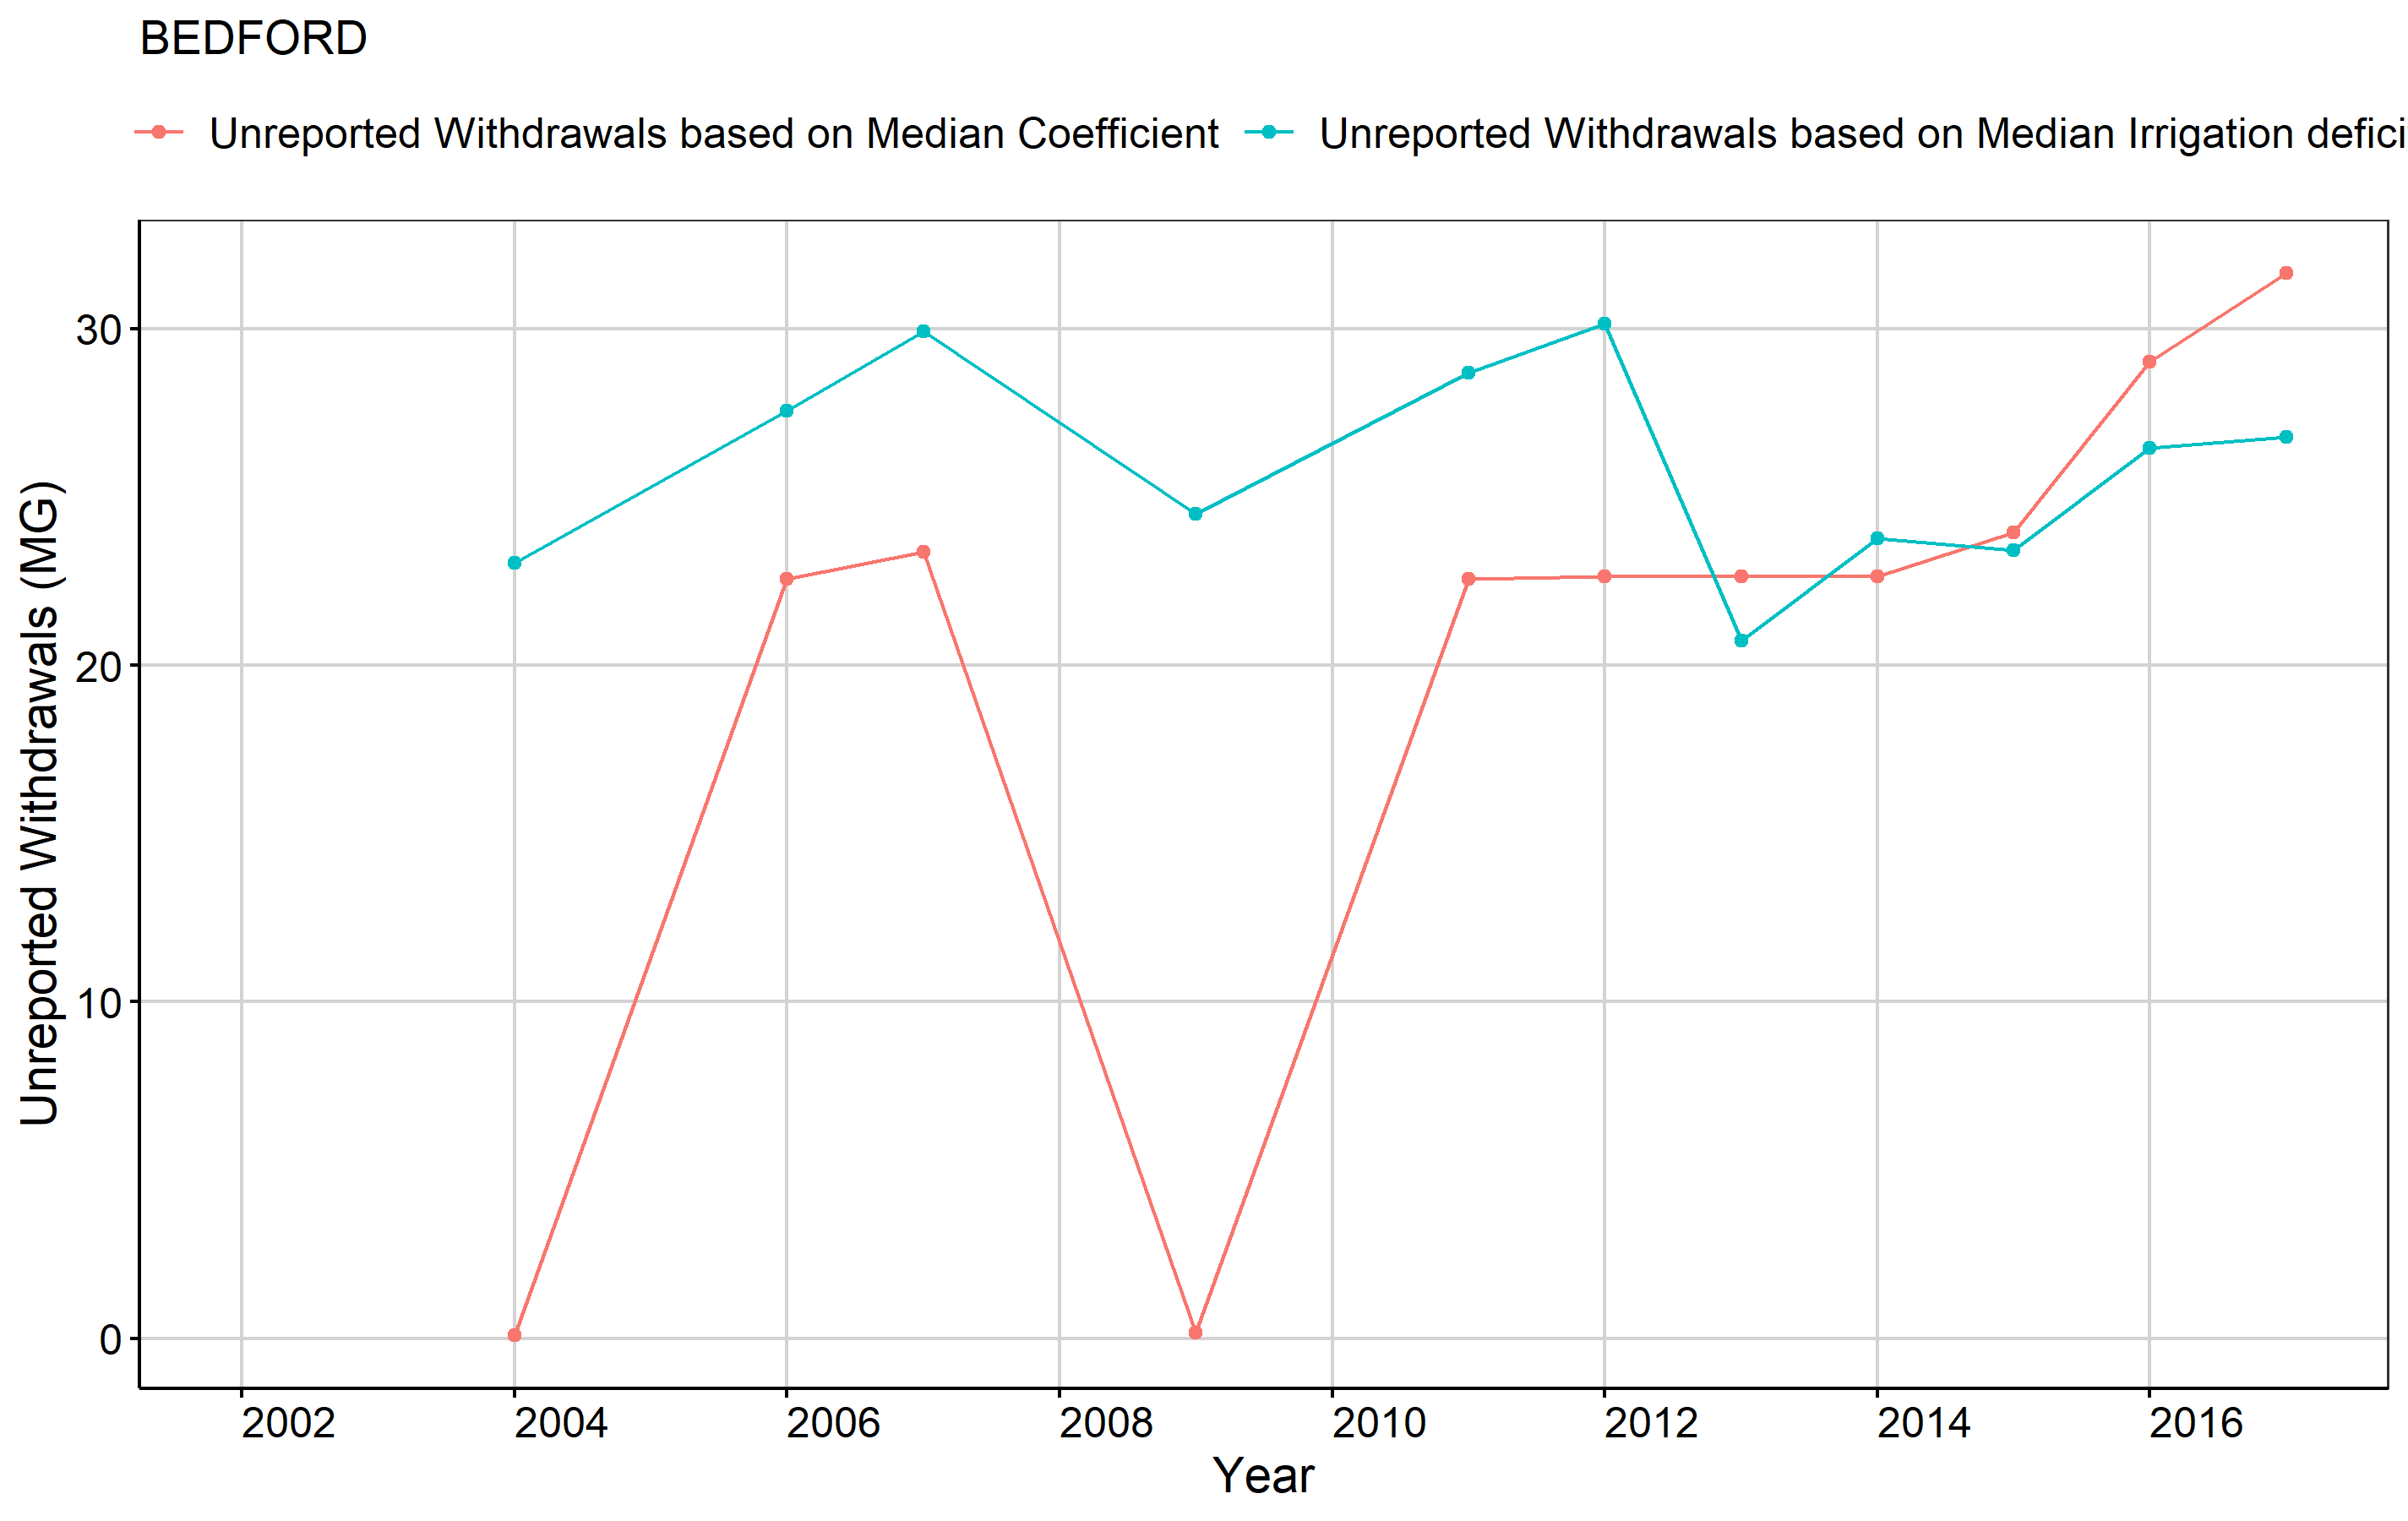 BEDFORD
Unreported Withdrawals based on Median Coefficient Unreported Withdrawals based on Median Irrigation defici
30
20
10
0
Unreported Withdrawals (MG)
2002 2004 2006 2008 2010 2012 2014 2016
Year